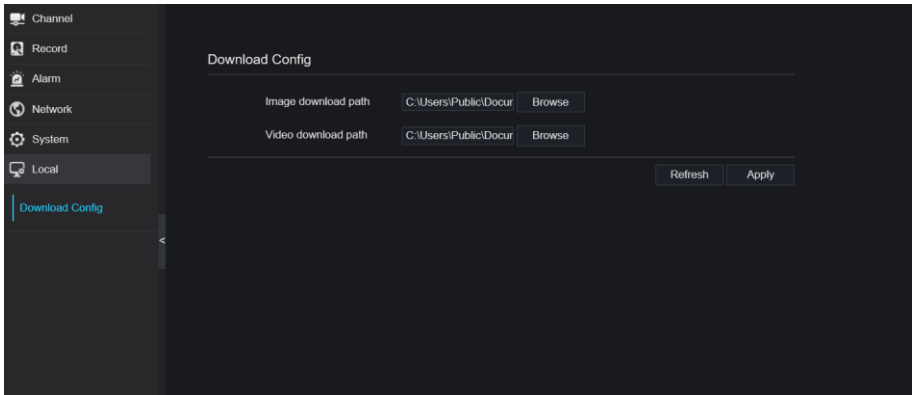 Channel
Record
Alarm
Network
System
Local
Download Config
<
Download Config
Image download path C:\Users\Public\Docur Browse
Video download path C:\Users\Public\Docur Browse
Refresh Apply